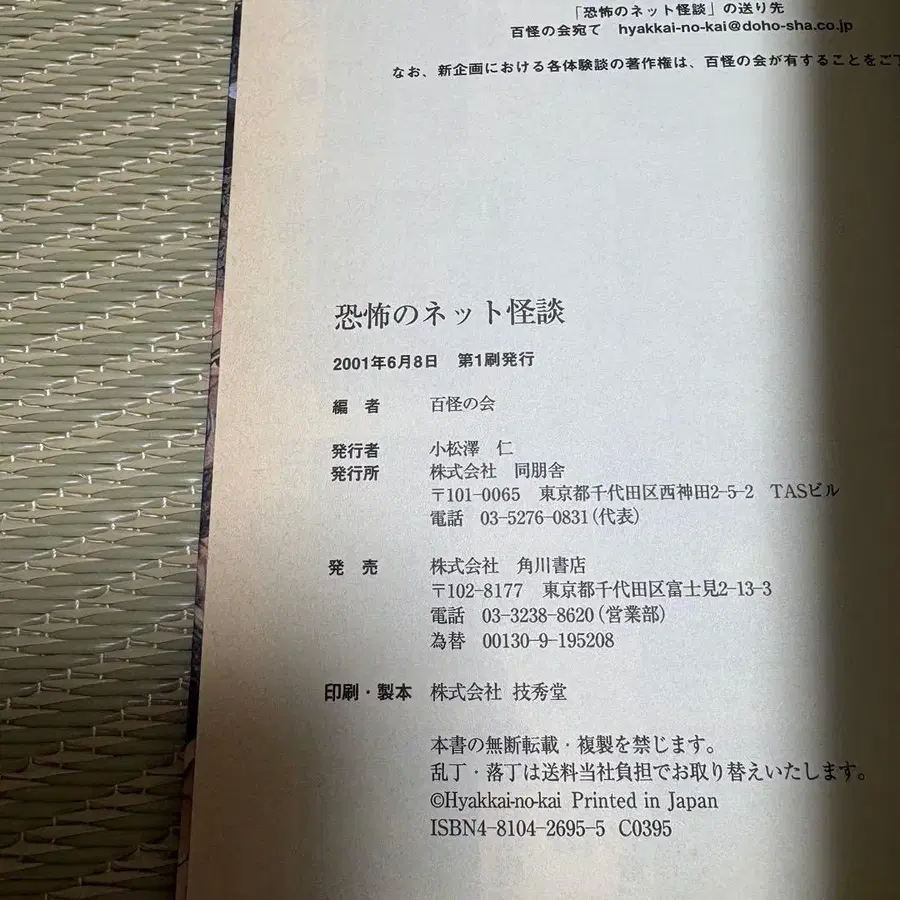 「恐怖のネット怪談」の送り先
百怪の会宛て hyakkai-no-kai@doho-sha.co.jp
なお、新企画における各体験談の著作権は、百怪の会が有することをご
恐怖のネット怪談
2001年6月8日 第1刷発行
編 者 百怪の会
発行者 小松澤 仁
発行所 株式会社 同朋舎
〒101-0065 東京都千代田区西神田2-5-2 TASビル
電話 03-5276-0831(代表)
発 売 株式会社 角川書店
〒102-8177 東京都千代田区富士見2-13-3
電話 03-3238-8620(営業部)
為替 00130-9-195208
印刷・製本 株式会社 技秀堂
本書の無断転載・複製を禁じます。
乱丁・落丁は送料当社負担でお取り替えいたします。
©Hyakkai-no-kai Printed in Japan
ISBN4-8104-2695-5 C0395